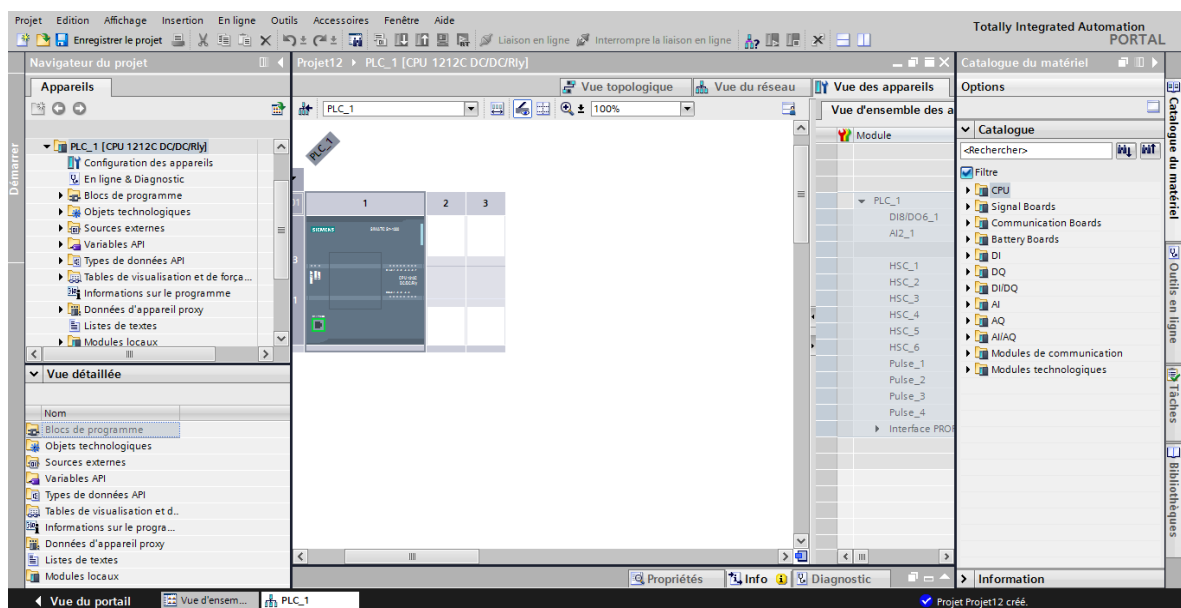 Projet Edition Affichage Insertion En ligne Outils Accessoires Fenêtre Aide
Totally Integrated Automation
PORTAL
Enregistrer le projet
Liaison en ligne
Interrompre la liaison en ligne
Navigateur du projet
Projet12 PLC_1 [CPU 1212C DC/DC/Rly]
Catalogue du matériel
Appareils
Vue topologique
Vue du réseau
Vue des appareils
Options
PLC_1
100%
Vue d'ensemble des a
Démarrer
PLC_1 [CPU 1212C DC/DC/Rly]
Configuration des appareils
En ligne & Diagnostic
Blocs de programme
Objets technologiques
Sources externes
Variables API
Types de données API
Tables de visualisation et de força...
Informations sur le programme
Données d'appareil proxy
Listes de textes
Modules locaux
Vue détaillée
Nom
Blocs de programme
Objets technologiques
Sources externes
Variables API
Types de données API
Tables de visualisation et d..
Informations sur le progra...
Données d'appareil proxy
Listes de textes
Modules locaux
PLC_1
1 2 3
SIEMENS
Module
PLC_1
DI8/DO6_1
AI2_1
HSC_1
HSC_2
HSC_3
HSC_4
HSC_5
HSC_6
Pulse_1
Pulse_2
Pulse_3
Pulse_4
Interface PROF
Catalogue
<Rechercher>
Filtre
CPU
Signal Boards
Communication Boards
Battery Boards
DI
DQ
DI/DQ
AI
AQ
AI/AQ
Modules de communication
Modules technologiques
Information
Catalogue du matériel
Outils en ligne
Tâches
Bibliothèques
Propriétés
Info
Diagnostic
Vue du portail
Vue d'ensem...
PLC_1
Projet Projet12 créé.